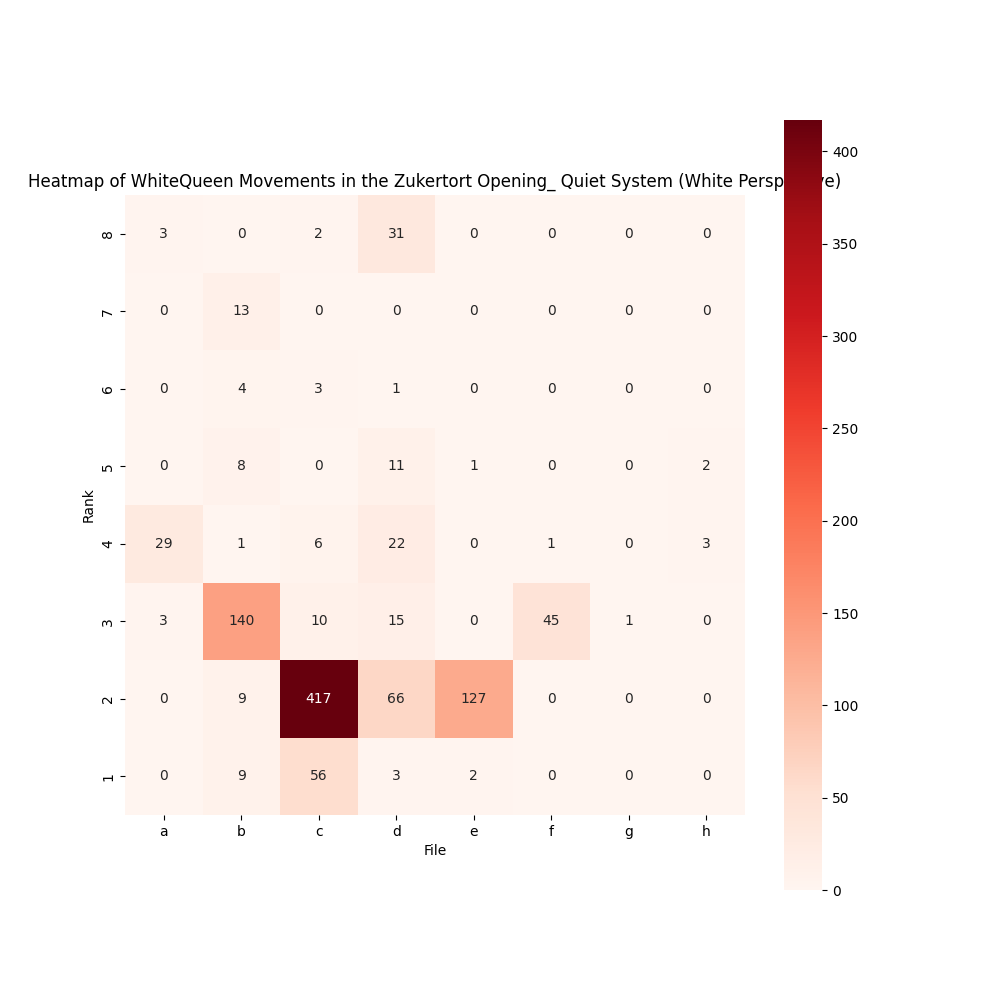 Heatmap of WhiteQueen Movements in the Zukertort Opening_ Quiet System (White Persp ve)
8 3 0 2 31 0 0 0 0
7 0 13 0 0 0 0 0 0
6 0 4 3 1 0 0 0 0
5 0 8 0 11 1 0 0 2
4 29 1 6 22 0 1 0 3
3 3 140 10 15 0 45 1 0
2 0 9 417 66 127 0 0 0
1 0 9 56 3 2 0 0 0
a b c d e f g h
File
Rank
400
350
300
250
200
150
100
50
0